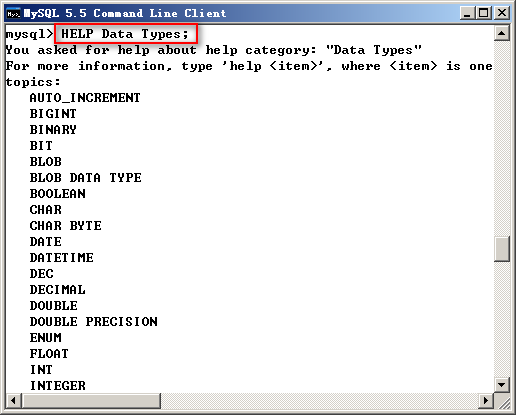 MySQL 5.5 Command Line Client
mysql> HELP Data Types;
You asked for help about help category: "Data Types"
For more information, type 'help <item>', where <item> is one
topics:
AUTO_INCREMENT
BIGINT
BINARY
BIT
BLOB
BLOB DATA TYPE
BOOLEAN
CHAR
CHAR BYTE
DATE
DATETIME
DEC
DECIMAL
DOUBLE
DOUBLE PRECISION
ENUM
FLOAT
INT
INTEGER